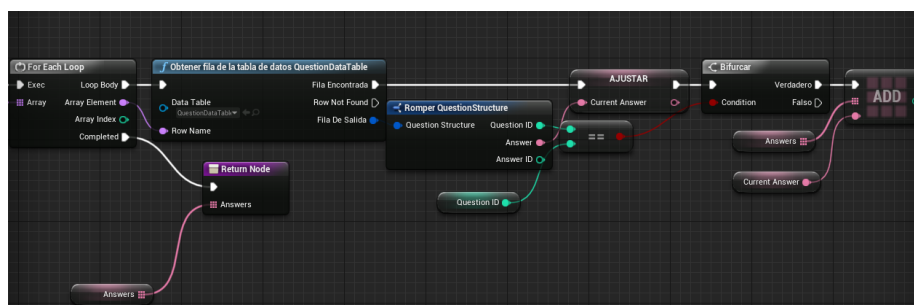 For Each Loop
Exec
Loop Body
Array
Array Element
Array Index
Completed
Obtener fila de la tabla de datos QuestionDataTable
Fila Encontrada
Data Table
Row Not Found
QuestionDataTable
Fila De Salida
Row Name
Return Node
Answers
Answers
Romper QuestionStructure
Question Structure
Question ID
Answer
Answer ID
Question ID
==
AJUSTAR
Current Answer
Bifurcar
Verdadero
Condition
Falso
Answers
Current Answer
ADD